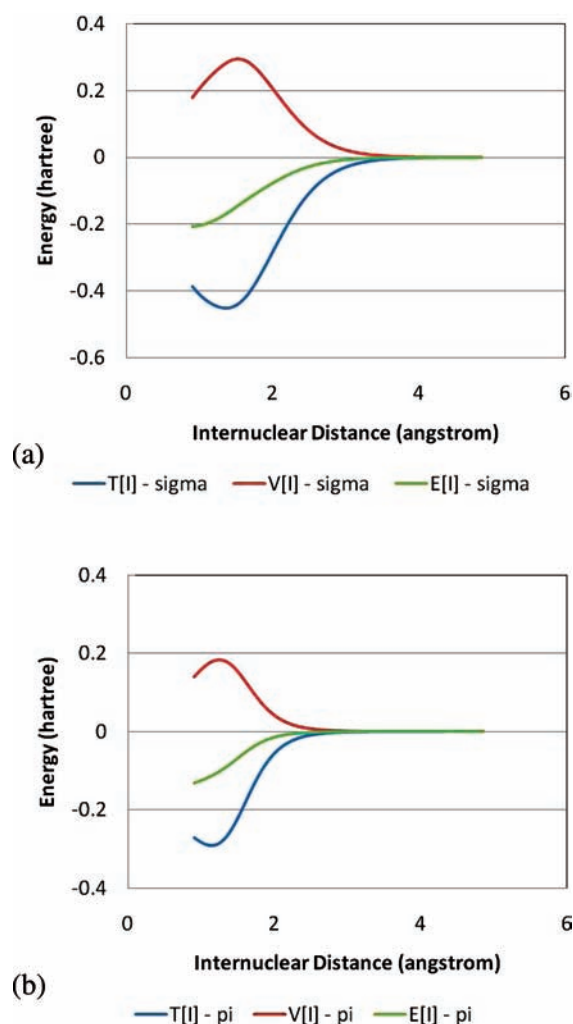 0.4
0.2
0
-0.2
-0.4
-0.6
Energy (hartree)
0 2 4 6
Internuclear Distance (angstrom)
(a)
T[I] - sigma V[I] - sigma E[I] - sigma
0.4
0.2
0
-0.2
-0.4
Energy (hartree)
0 2 4 6
Internuclear Distance (angstrom)
(b)
T[I] - pi V[I] - pi E[I] - pi